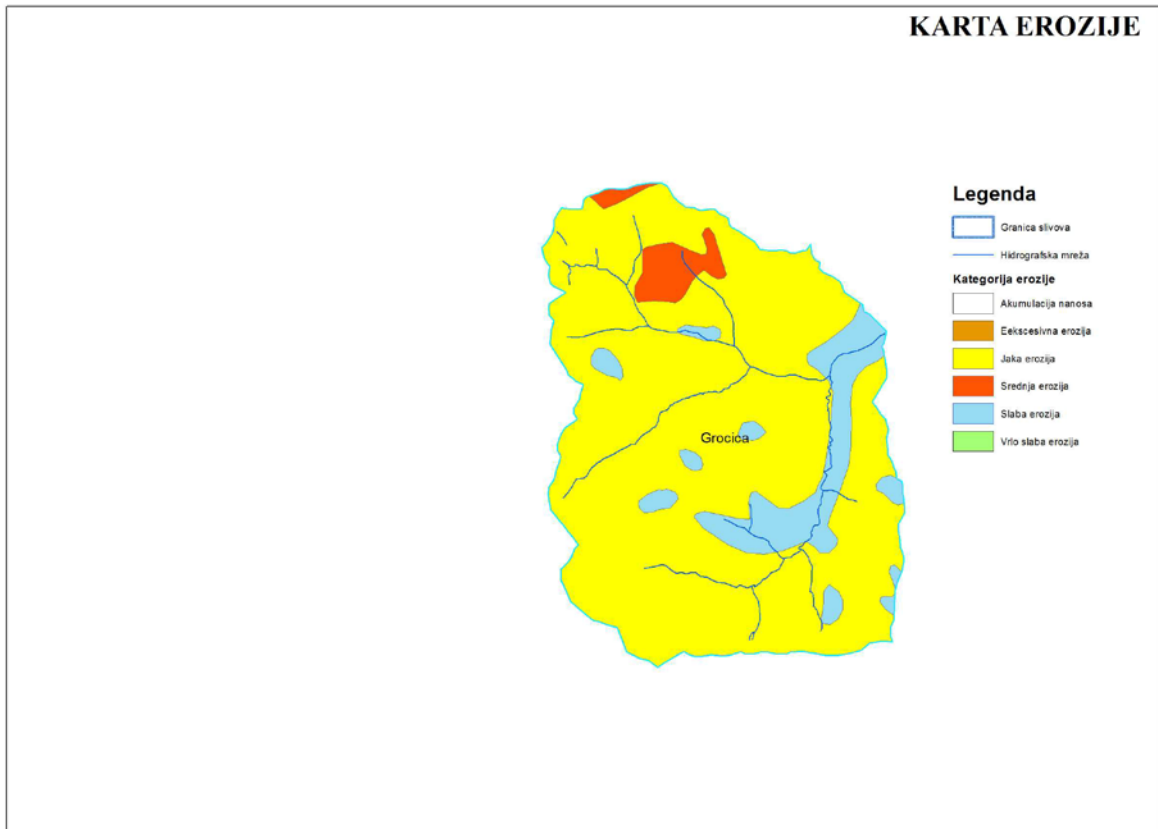 KARTA EROZIJE
Legenda
Granica slivova
Hidrografska mreža
Kategorija erozije
Akumulacija nanosa
Eekscesivna erozija
Jaka erozija
Srednja erozija
Slaba erozija
Vrlo slaba erozija
Grocica